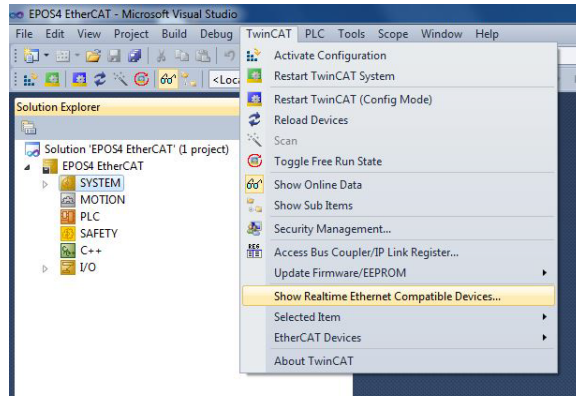 EPOS4 EtherCAT - Microsoft Visual Studio
File Edit View Project Build Debug TwinCAT PLC Tools Scope Window Help
Activate Configuration
Restart TwinCAT System
<Loca
Restart TwinCAT (Config Mode)
Reload Devices
Scan
Toggle Free Run State
Show Online Data
Show Sub Items
Security Management...
Access Bus Coupler/IP Link Register...
Update Firmware/EEPROM
Show Realtime Ethernet Compatible Devices...
Selected Item
EtherCAT Devices
About TwinCAT
Solution Explorer
Solution 'EPOS4 EtherCAT' (1 project)
EPOS4 EtherCAT
SYSTEM
MOTION
PLC
SAFETY
C++
I/O